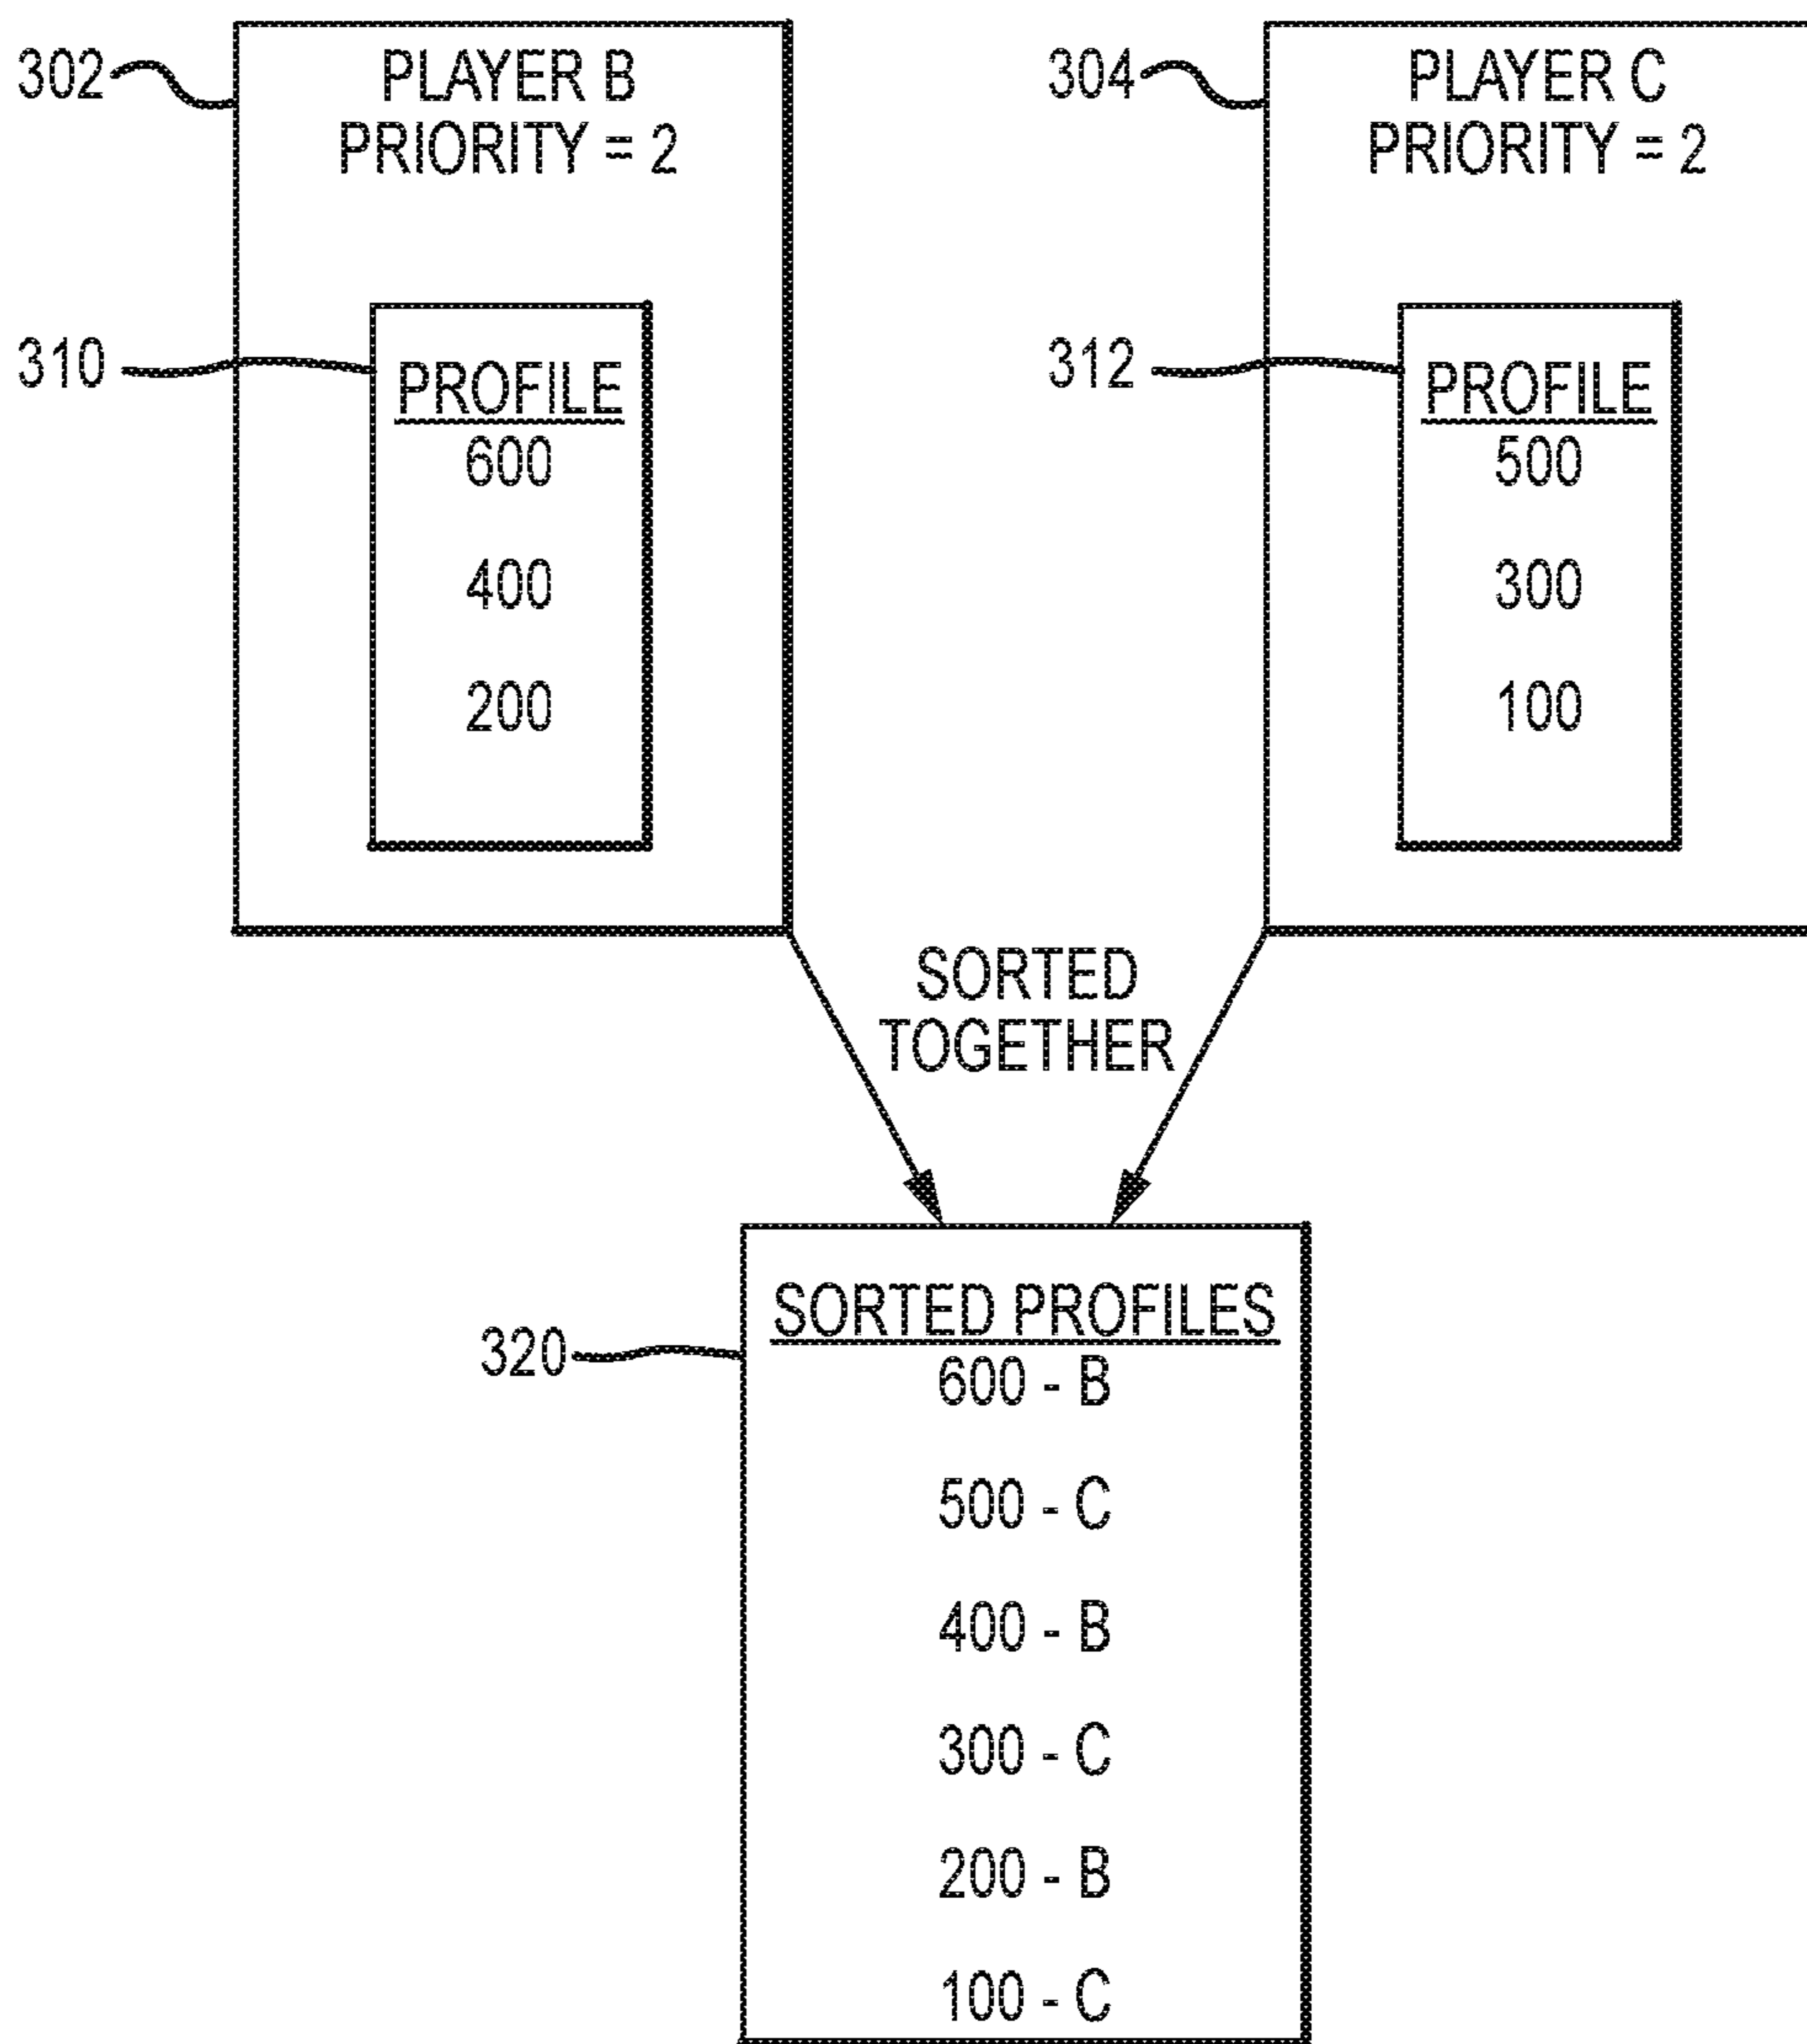 302
PLAYER B
PRIORITY = 2
310
PROFILE
600
400
200
304
PLAYER C
PRIORITY = 2
312
PROFILE
500
300
100
SORTED
TOGETHER
320
SORTED PROFILES
600 - B
500 - C
400 - B
300 - C
200 - B
100 - C